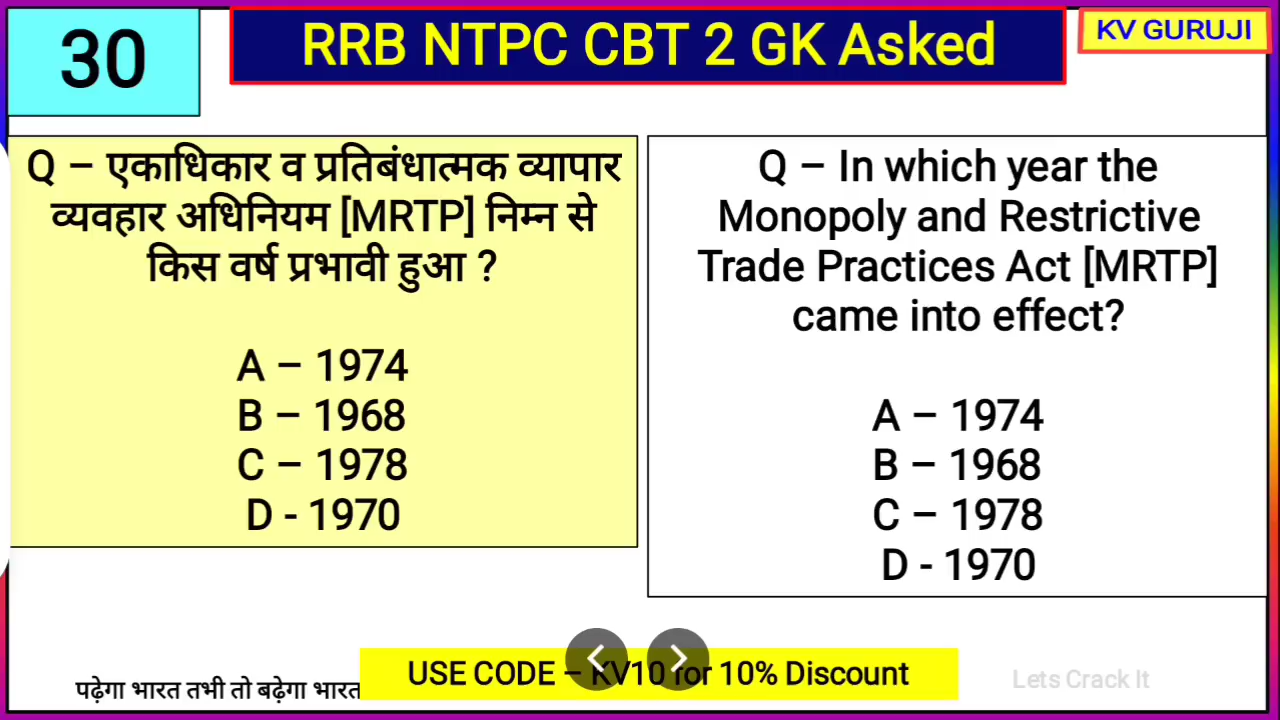 30
RRB NTPC CBT 2 GK Asked
KV GURUJI
Q – एकाधिकार व प्रतिबंधात्मक व्यापार
व्यवहार अधिनियम [MRTP] निम्न से
किस वर्ष प्रभावी हुआ ?
A – 1974
B – 1968
C – 1978
D - 1970
Q – In which year the
Monopoly and Restrictive
Trade Practices Act [MRTP]
came into effect?
A – 1974
B – 1968
C – 1978
D - 1970
पढ़ेगा भारत तभी तो बढ़ेगा भारत
USE CODE – KV10 for 10% Discount
Lets Crack It